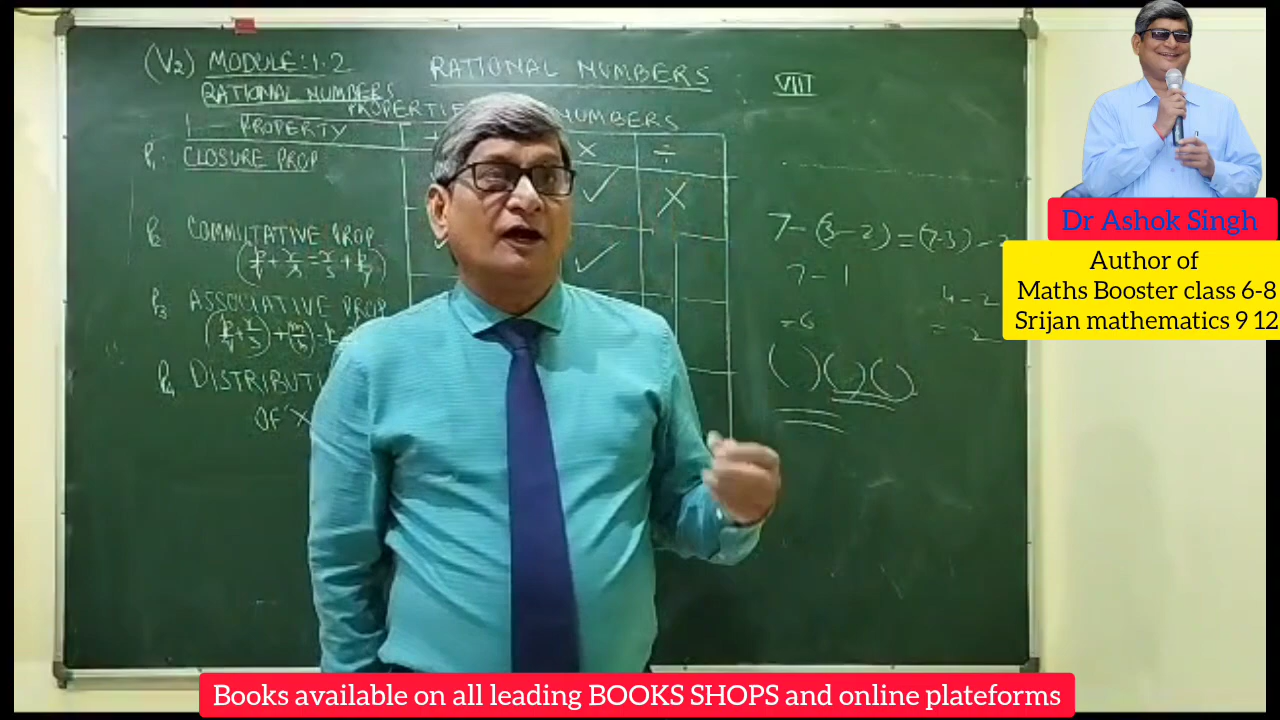 (V2) MODULE: 1.2
RATIONAL NUMBERS
VIII
RATIONAL NUMBERS
NUMBERS
1 — PROPERTY
× ÷
P1. CLOSURE PROP
✓ ×
P2 COMMUTATIVE PROP.
(p/q + r/s = r/s + p/q)
✓
P3 ASSOCIATIVE PROP
P4 DISTRIBUTI
OF 'X
7 - (3 - 2) = (7-3) - 2
7 - 1
4 - 2
= 6
= 2
( ) ( ) ( )
Dr Ashok Singh
Author of
Maths Booster class 6-8
Srijan mathematics 9 12
Books available on all leading BOOKS SHOPS and online plateforms